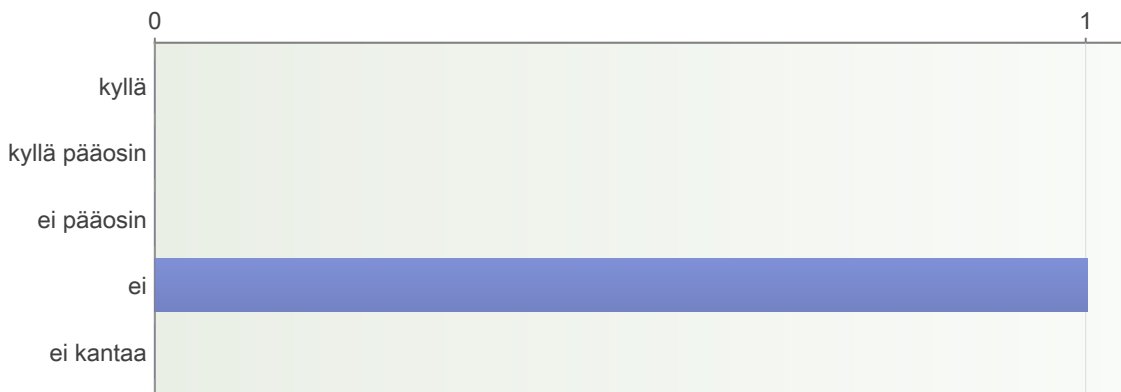 0 1
kyllä
kyllä pääosin
ei pääosin
ei
ei kantaa